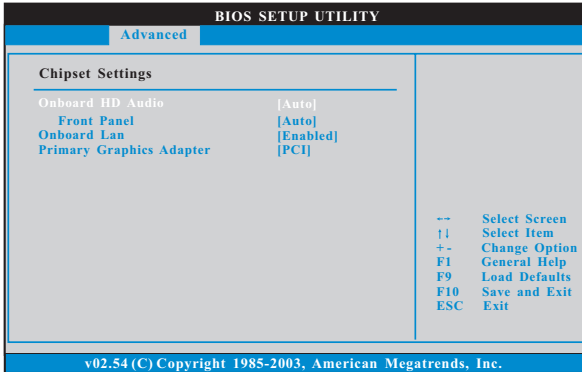 BIOS SETUP UTILITY
Advanced
Chipset Settings
Onboard HD Audio [Auto]
Front Panel [Auto]
Onboard Lan [Enabled]
Primary Graphics Adapter [PCI]
←→ Select Screen
↑↓ Select Item
+ - Change Option
F1 General Help
F9 Load Defaults
F10 Save and Exit
ESC Exit
v02.54 (C) Copyright 1985-2003, American Megatrends, Inc.